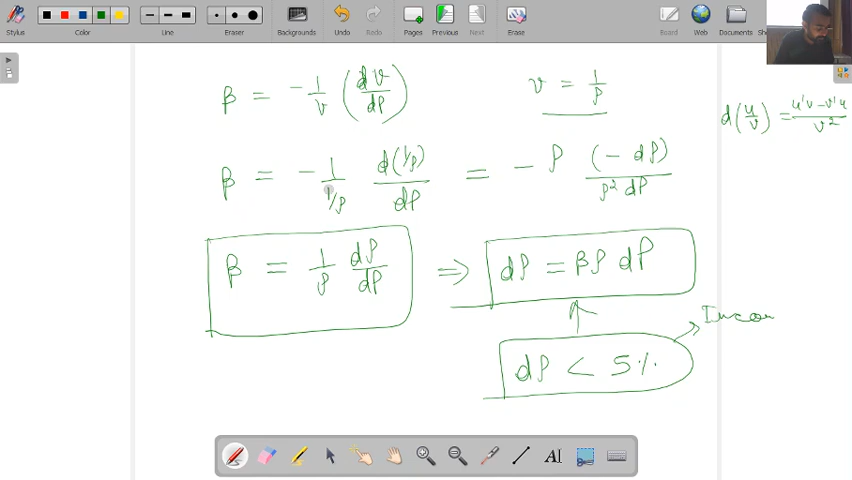 Stylus Color Line Eraser Backgrounds Undo Redo Pages Previous Next Erase Board Web Documents Sh
β = -1/v (dv/dP) v = 1/ρ
d(u/v) = u'v - v'u / v²
β = - 1/(1/ρ) d(1/ρ)/dP = - ρ (-dρ)/(ρ² dP)
β = 1/ρ dρ/dP ⇒ dρ = βρ dP
Incom
dρ < 5%